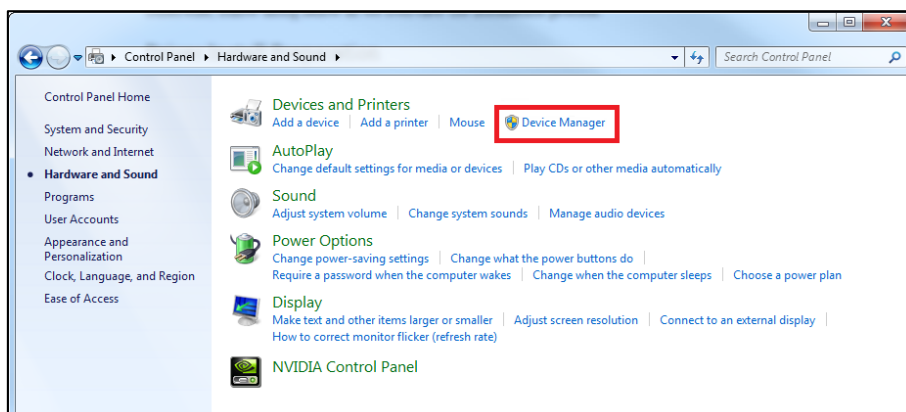 Control Panel Hardware and Sound
Search Control Panel
Control Panel Home
System and Security
Network and Internet
Hardware and Sound
Programs
User Accounts
Appearance and
Personalization
Clock, Language, and Region
Ease of Access
Devices and Printers
Add a device Add a printer Mouse Device Manager
AutoPlay
Change default settings for media or devices Play CDs or other media automatically
Sound
Adjust system volume Change system sounds Manage audio devices
Power Options
Change power-saving settings Change what the power buttons do
Require a password when the computer wakes Change when the computer sleeps Choose a power plan
Display
Make text and other items larger or smaller Adjust screen resolution Connect to an external display
How to correct monitor flicker (refresh rate)
NVIDIA Control Panel